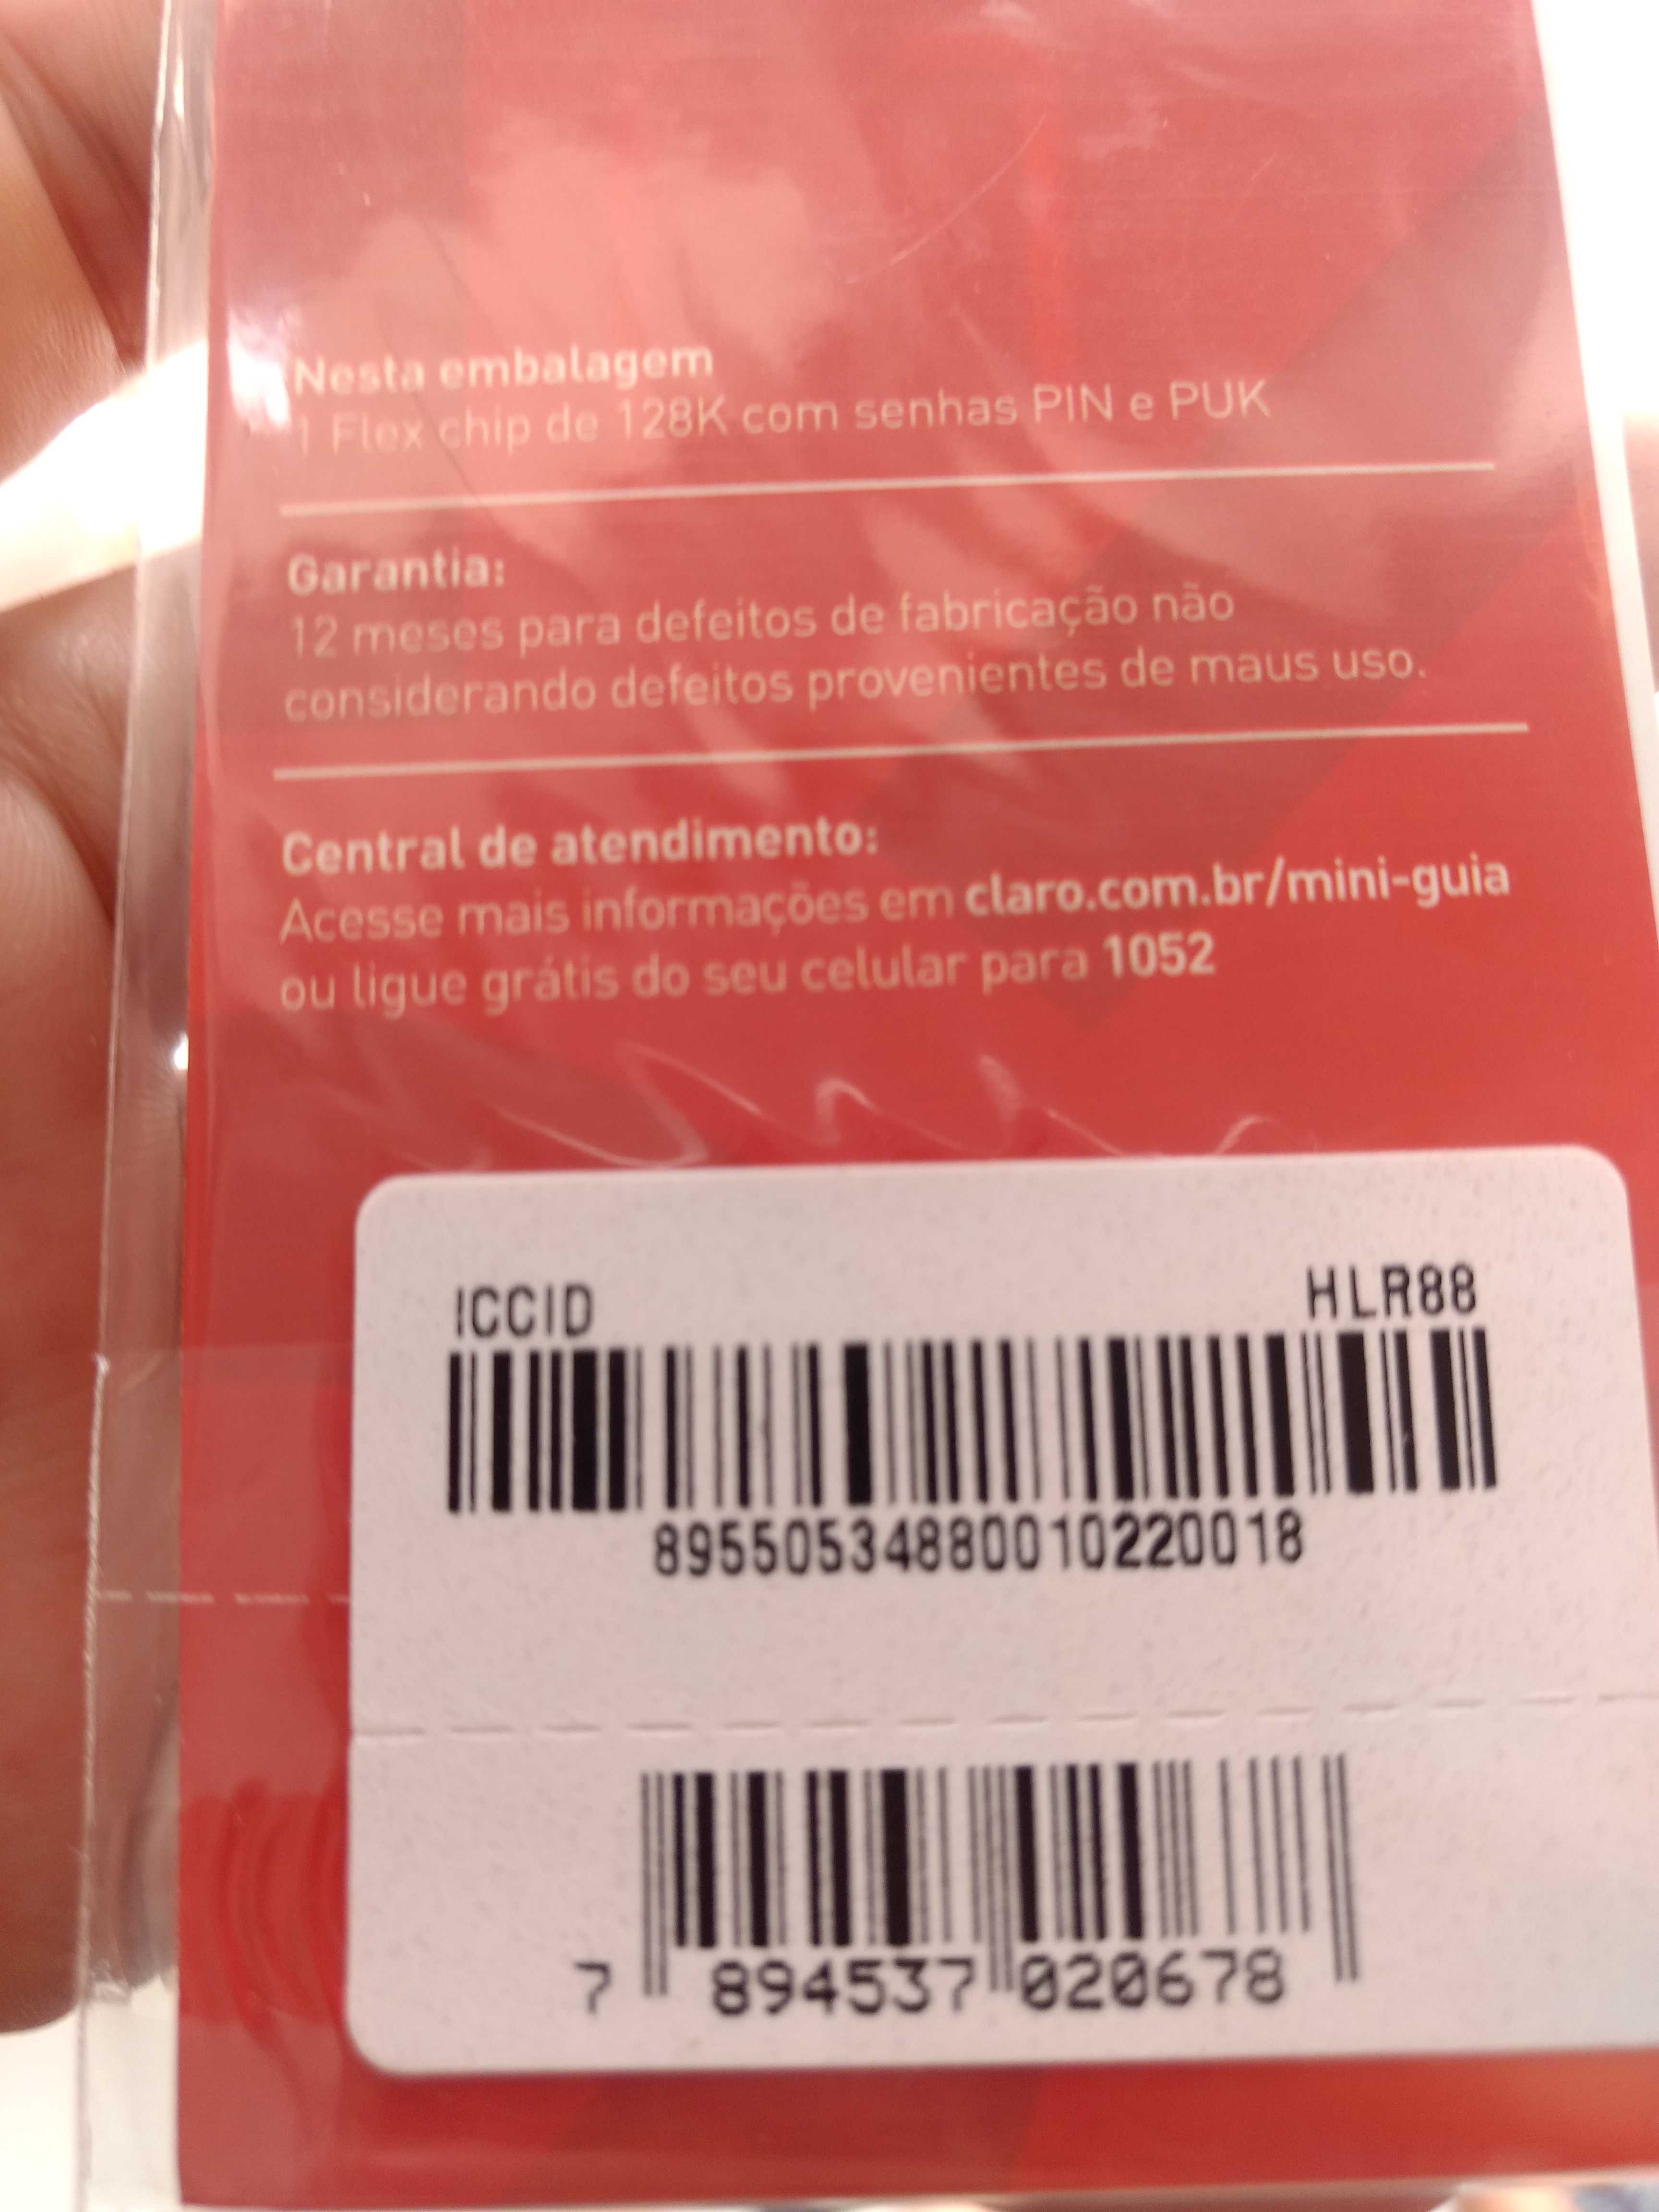 Nesta embalagem
1 Flex chip de 128K com senhas PIN e PUK
Garantia:
12 meses para defeitos de fabricação não
considerando defeitos provenientes de maus uso.
Central de atendimento:
Acesse mais informações em claro.com.br/mini-guia
ou ligue grátis do seu celular para 1052
ICCID HLR88
89550534880010220018
7 894537 020678